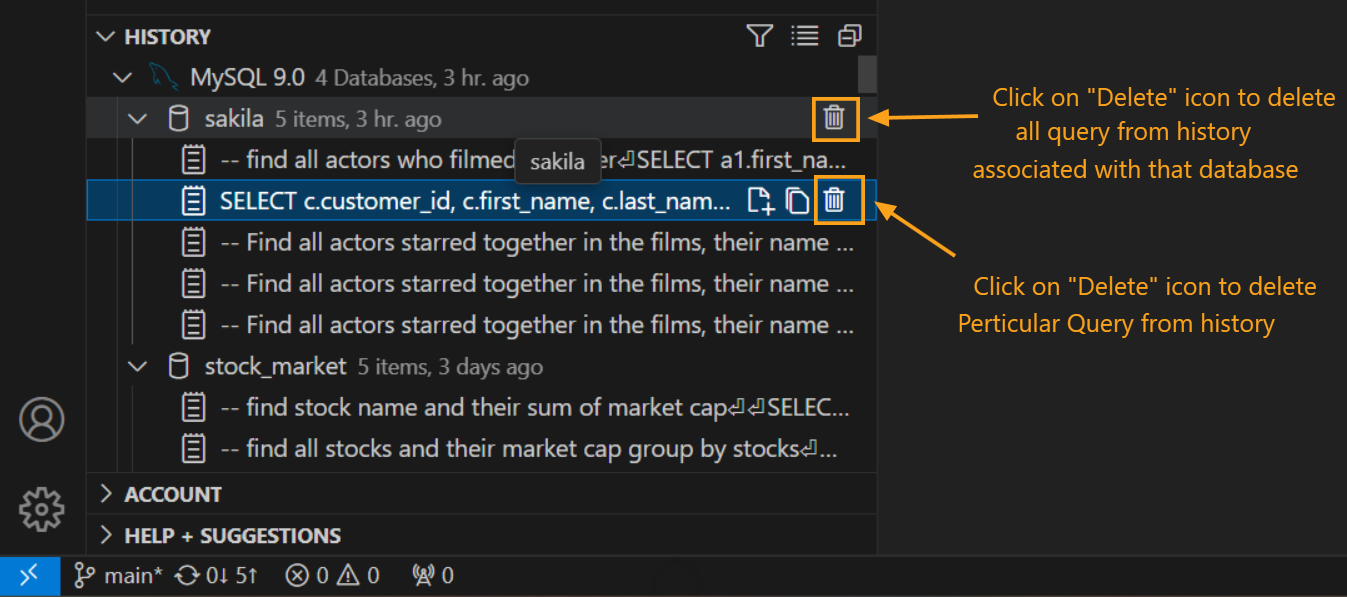 HISTORY
MySQL 9.0 4 Databases, 3 hr. ago
sakila 5 items, 3 hr. ago
-- find all actors who filmed er⏎SELECT a1.first_na...
sakila
SELECT c.customer_id, c.first_name, c.last_nam...
-- Find all actors starred together in the films, their name ...
-- Find all actors starred together in the films, their name ...
-- Find all actors starred together in the films, their name ...
stock_market 5 items, 3 days ago
-- find stock name and their sum of market cap⏎⏎SELEC...
-- find all stocks and their market cap group by stocks⏎...
ACCOUNT
HELP + SUGGESTIONS
main* 0↓ 5↑ 0 0 0
Click on "Delete" icon to delete
all query from history
associated with that database
Click on "Delete" icon to delete
Perticular Query from history